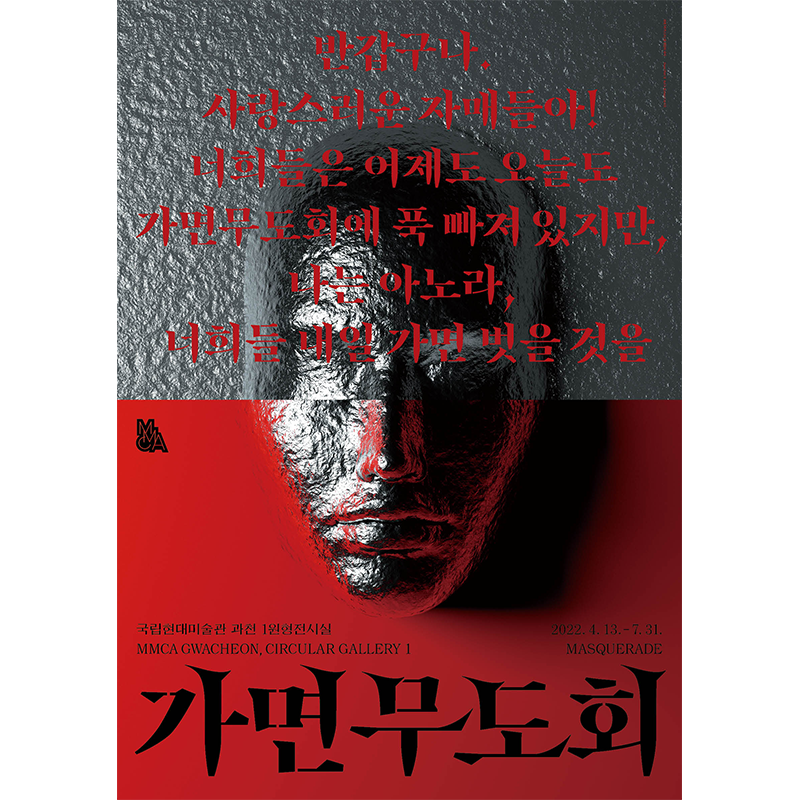 반갑구나,
사랑스러운 자매들아!
너희들은 어제도 오늘도
가면무도회에 푹 빠져 있지만,
나는 아노라,
너희들 내일 가면 벗을 것을
MMCA
국립현대미술관 과천 1원형전시실
2022. 4. 13. – 7. 31.
MMCA GWACHEON, CIRCULAR GALLERY 1
MASQUERADE
가면무도회